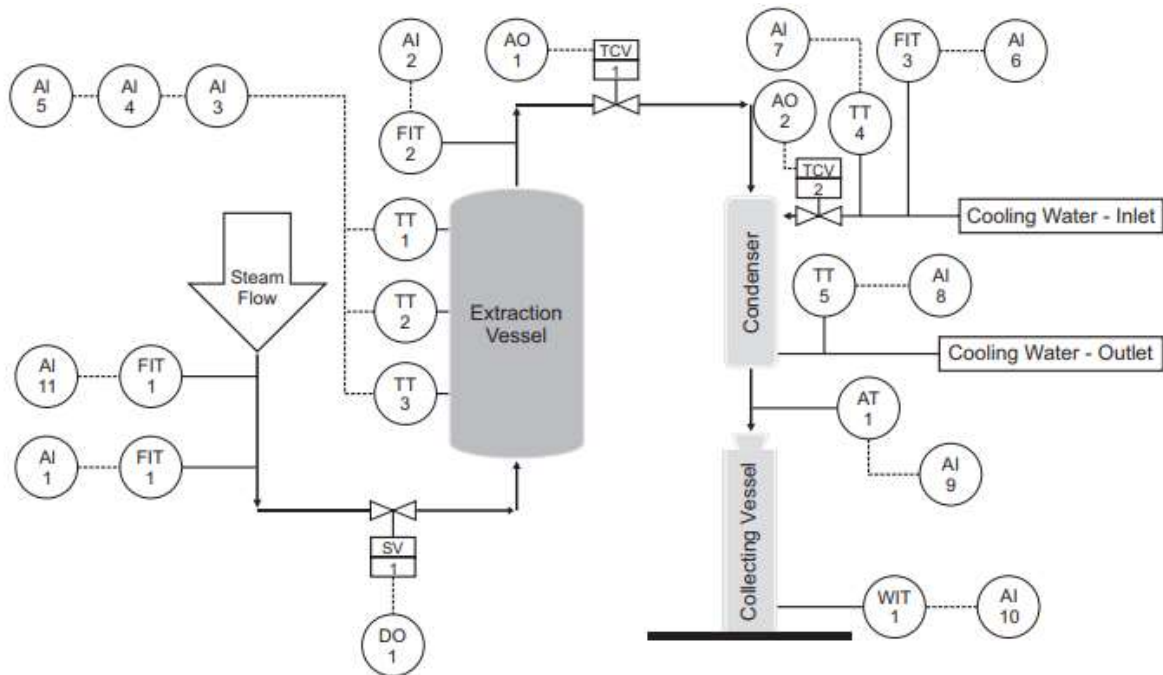 AI
2
AO
1
TCV
1
AI
7
FIT
3
AI
6
AI
5
AI
4
AI
3
FIT
2
AO
2
TT
4
TCV
2
Cooling Water - Inlet
Steam
Flow
TT
1
TT
2
TT
3
Extraction
Vessel
Condenser
TT
5
AI
8
Cooling Water - Outlet
AI
11
FIT
1
AI
1
FIT
1
AT
1
AI
9
SV
1
DO
1
Collecting Vessel
WIT
1
AI
10